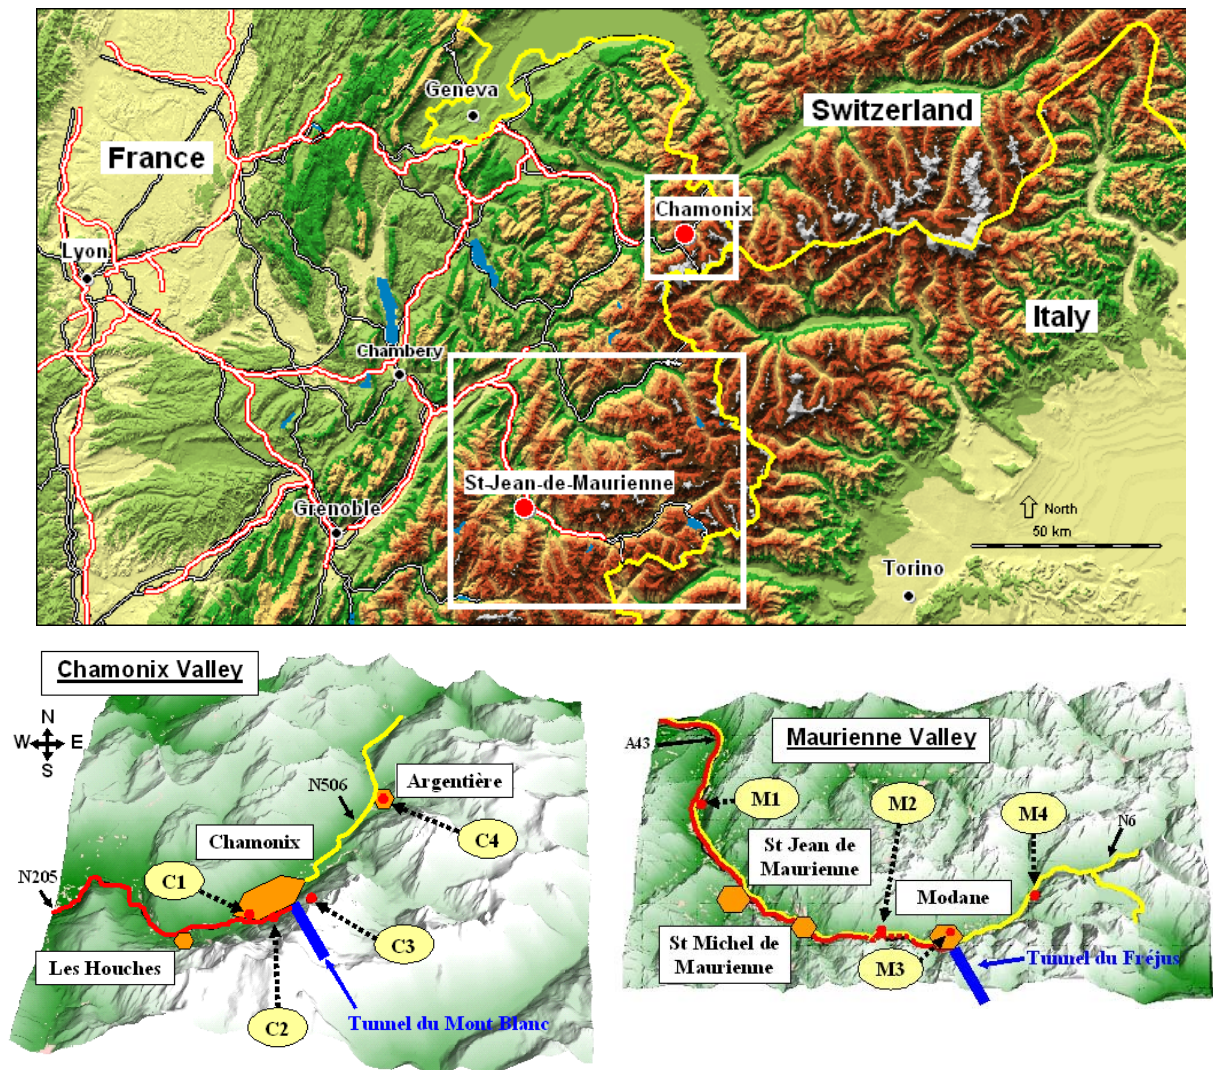 Geneva
Switzerland
France
Chamonix
Lyon
Italy
Chambery
St-Jean-de-Maurienne
Grenoble
North
50 km
Torino
Chamonix Valley
N
W E
S
N506
Argentière
Chamonix
C4
N205
C1
C3
Les Houches
C2
Tunnel du Mont Blanc
Maurienne Valley
A43
M1
M2
M4
N6
St Jean de
Maurienne
Modane
St Michel de
Maurienne
M3
Tunnel du Fréjus